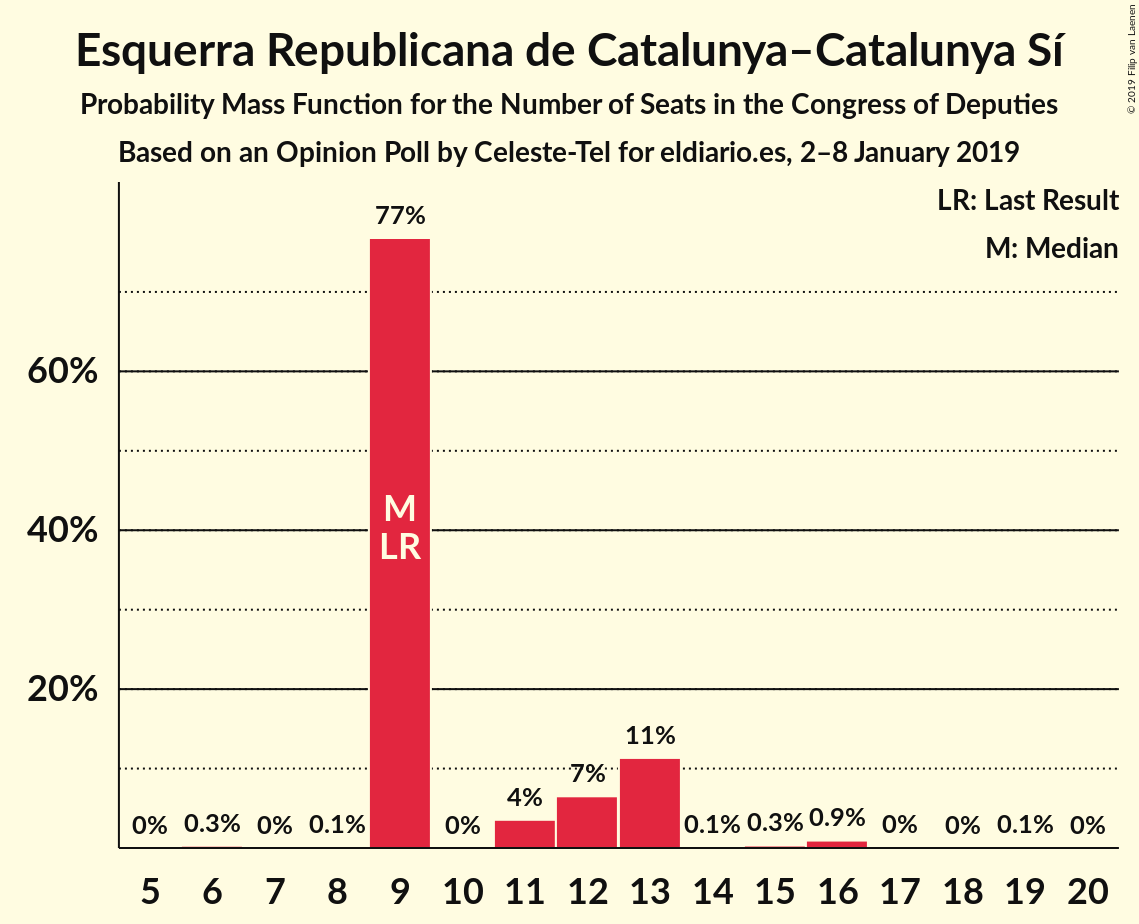 Esquerra Republicana de Catalunya–Catalunya Sí
Probability Mass Function for the Number of Seats in the Congress of Deputies
Based on an Opinion Poll by Celeste-Tel for eldiario.es, 2–8 January 2019
© 2019 Filip van Laenen
LR: Last Result
M: Median
60%
40%
20%
0% 0.3% 0% 0.1% 77% 0% 4% 7% 11% 0.1% 0.3% 0.9% 0% 0% 0.1% 0%
M
LR
5 6 7 8 9 10 11 12 13 14 15 16 17 18 19 20